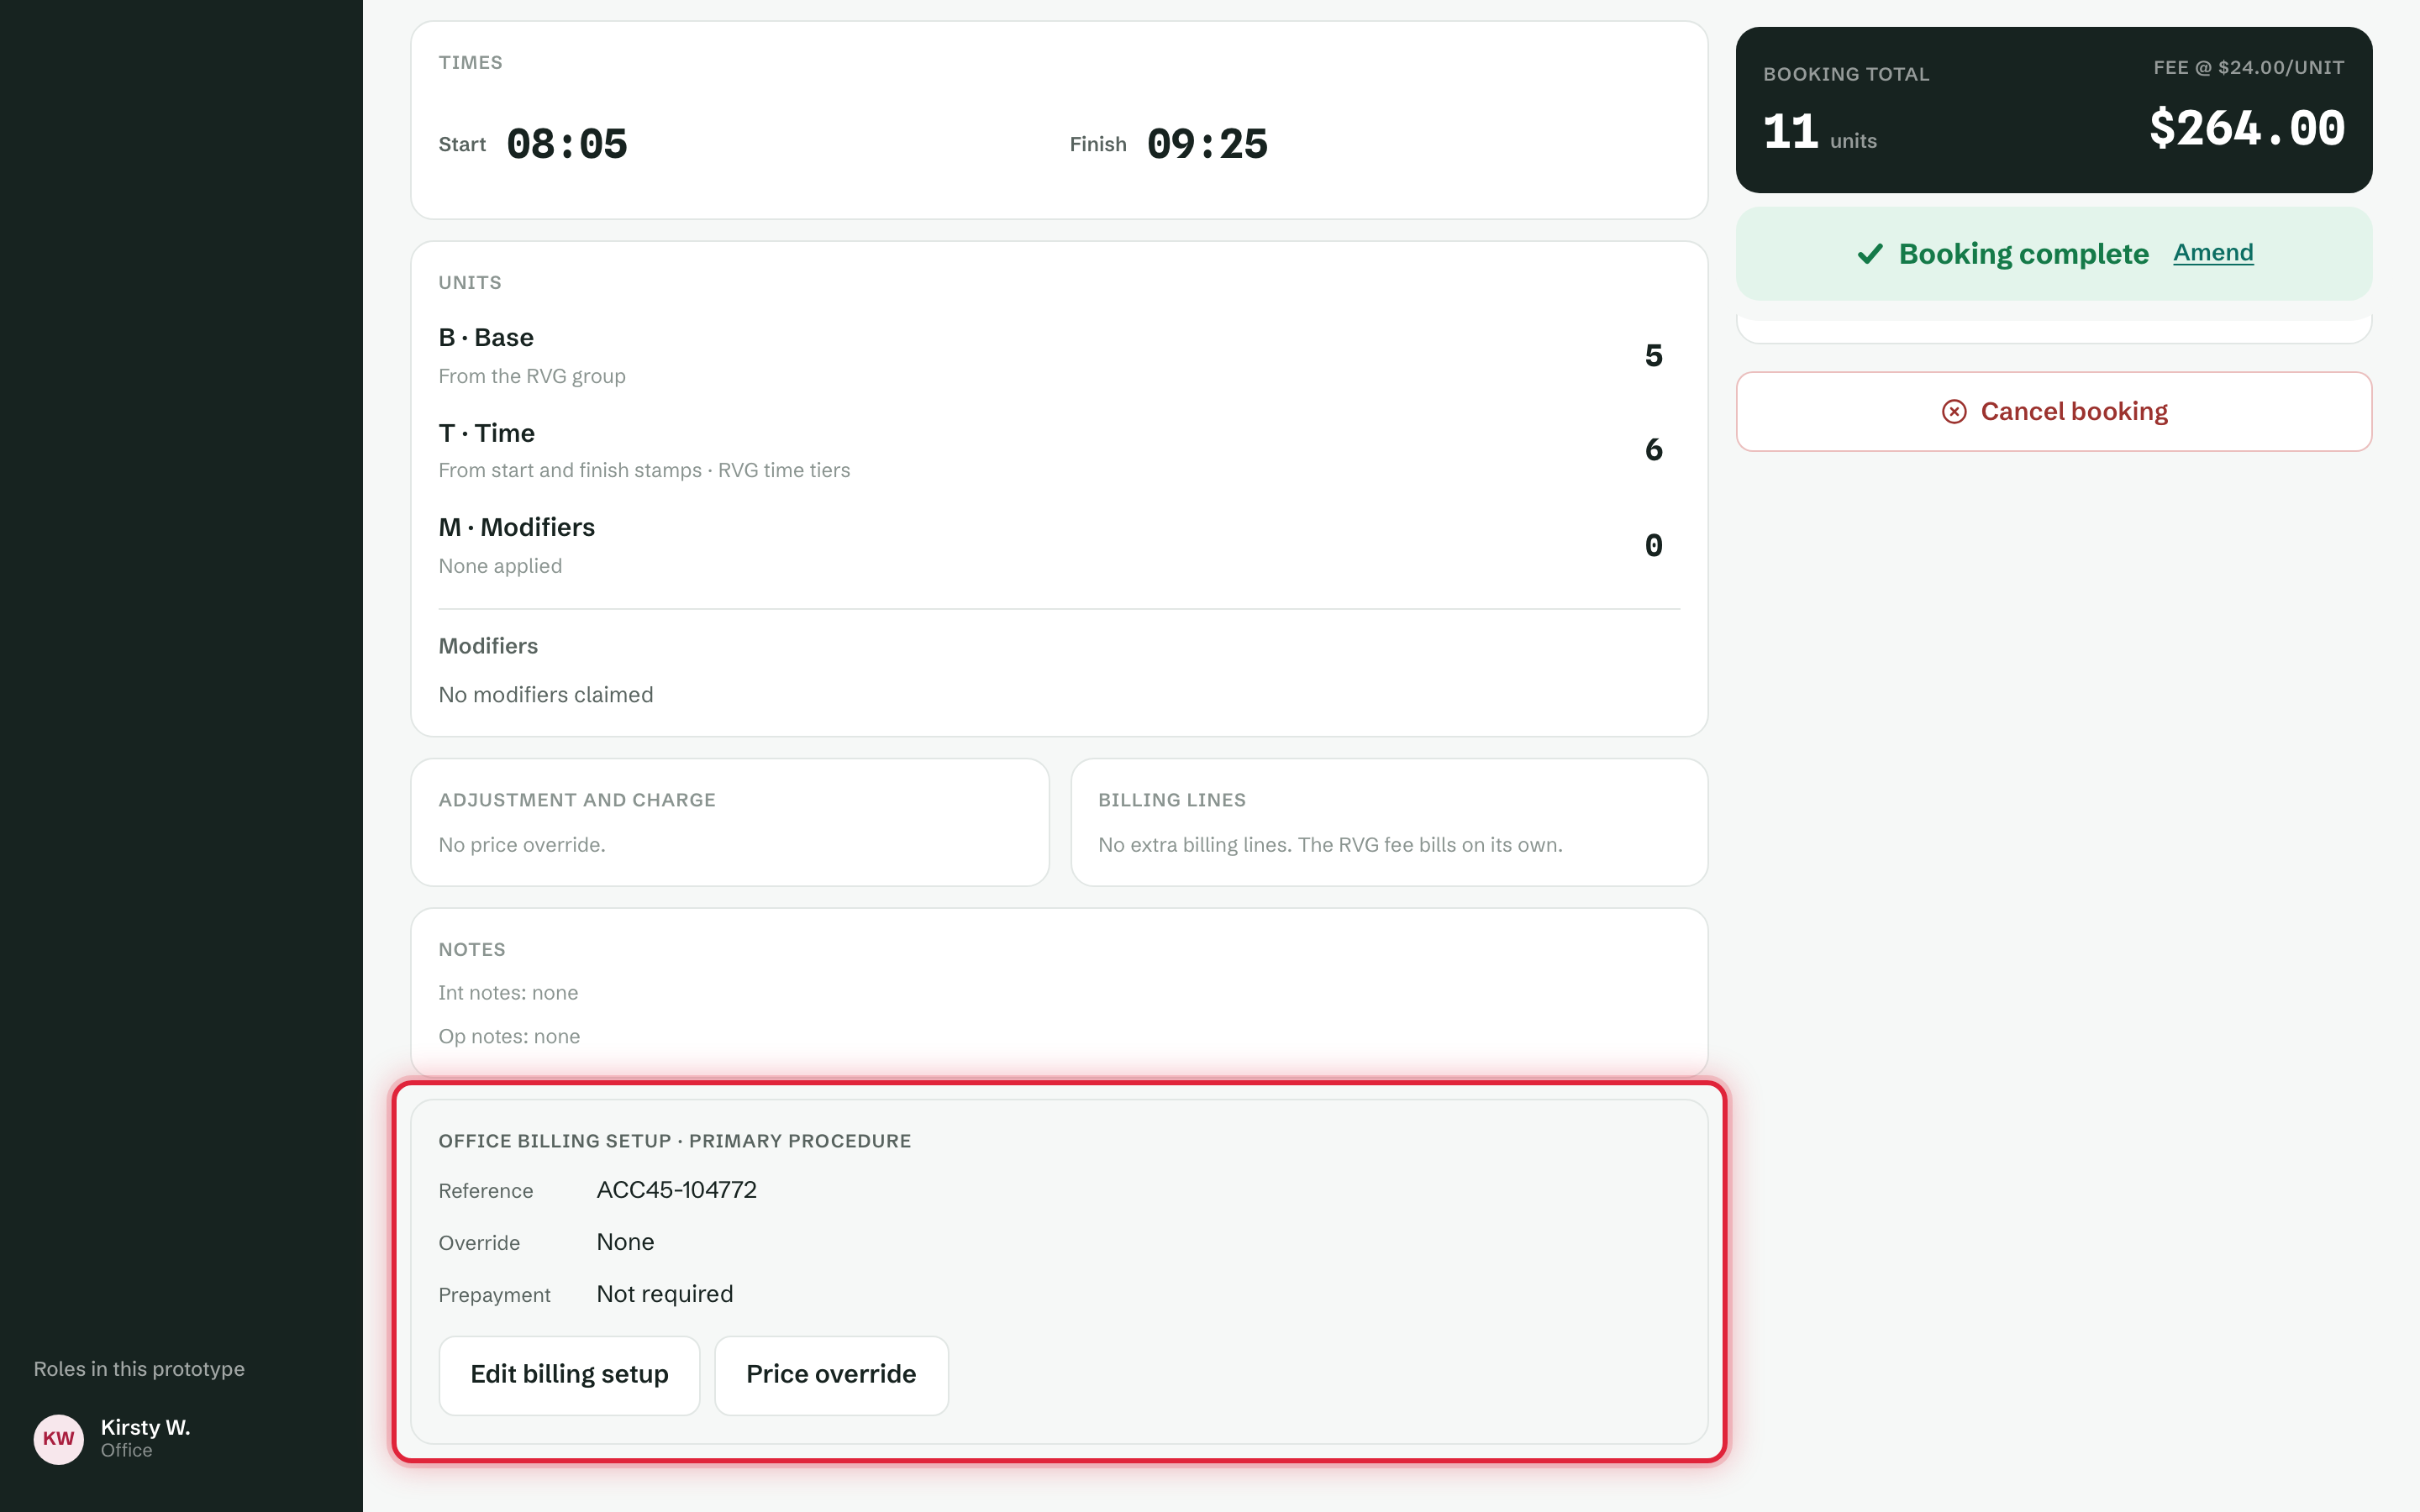 TIMES
Start 08:05
Finish 09:25
UNITS
B · Base
From the RVG group
5
T · Time
From start and finish stamps · RVG time tiers
6
M · Modifiers
None applied
0
Modifiers
No modifiers claimed
ADJUSTMENT AND CHARGE
No price override.
BILLING LINES
No extra billing lines. The RVG fee bills on its own.
NOTES
Int notes: none
Op notes: none
OFFICE BILLING SETUP · PRIMARY PROCEDURE
Reference ACC45-104772
Override None
Prepayment Not required
Edit billing setup
Price override
BOOKING TOTAL
11 units
FEE @ $24.00/UNIT
$264.00
Booking complete Amend
Cancel booking
Roles in this prototype
KW
Kirsty W.
Office